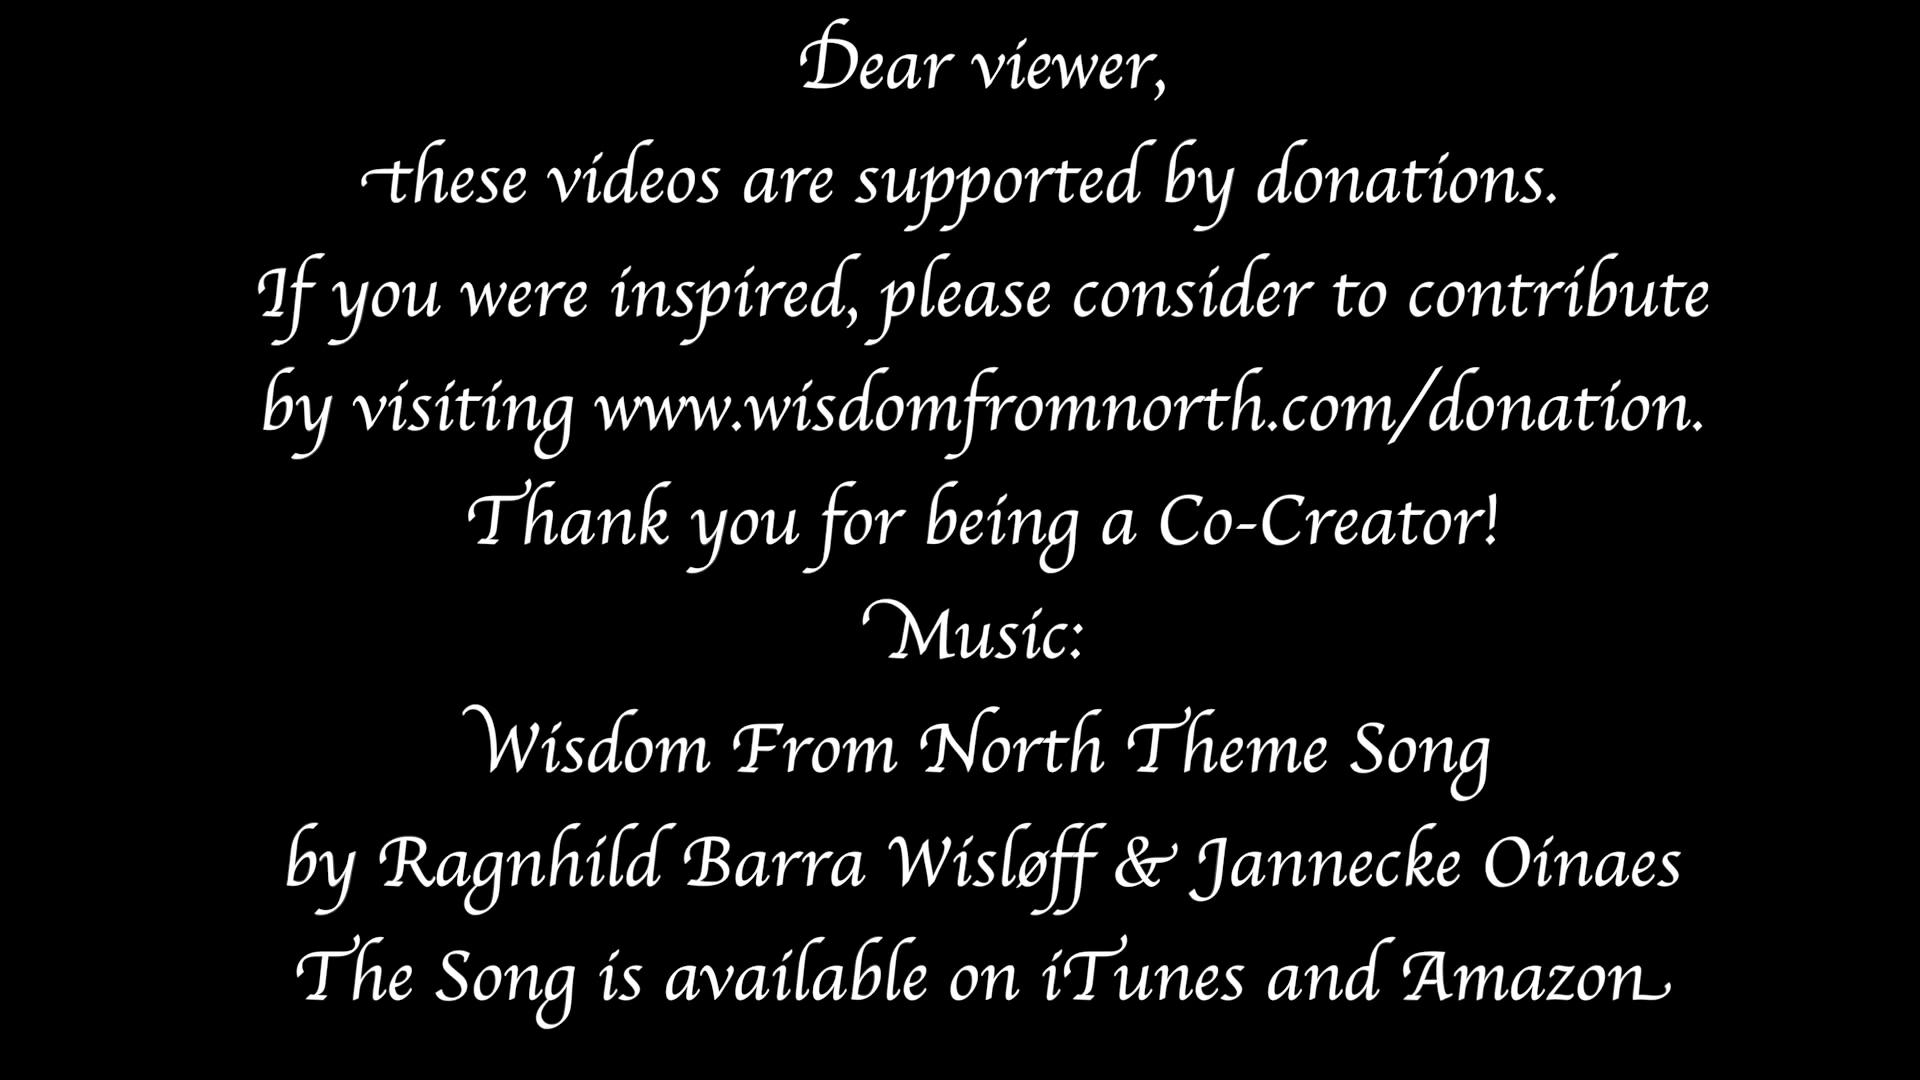 Dear viewer,
these videos are supported by donations.
If you were inspired, please consider to contribute
by visiting www.wisdomfromnorth.com/donation.
Thank you for being a Co-Creator!
Music:
Wisdom From North Theme Song
by Ragnhild Barra Wisløff & Jannecke Oinaes
The Song is available on iTunes and Amazon